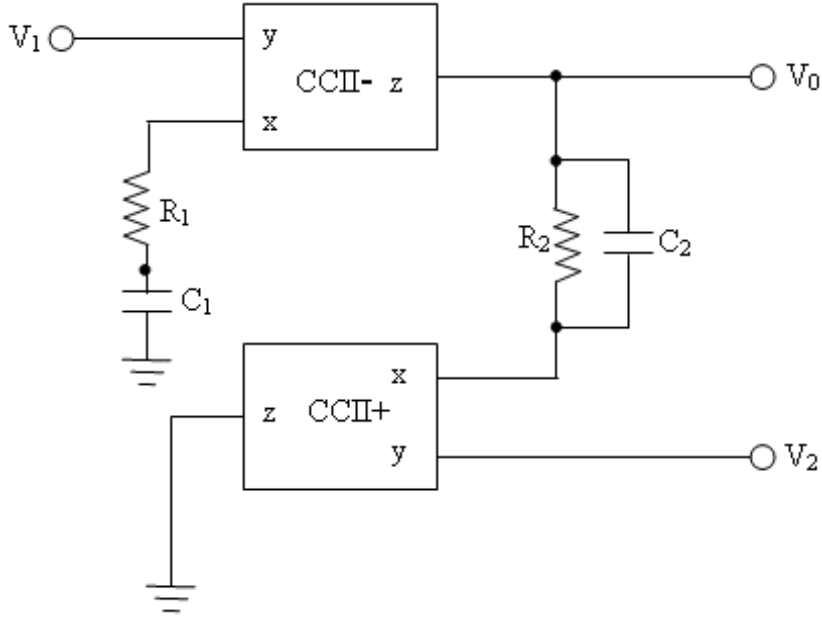 V₁
y
CCII- z
x
V₀
R₁
R₂
C₂
C₁
x
z CCII+
y
V₂